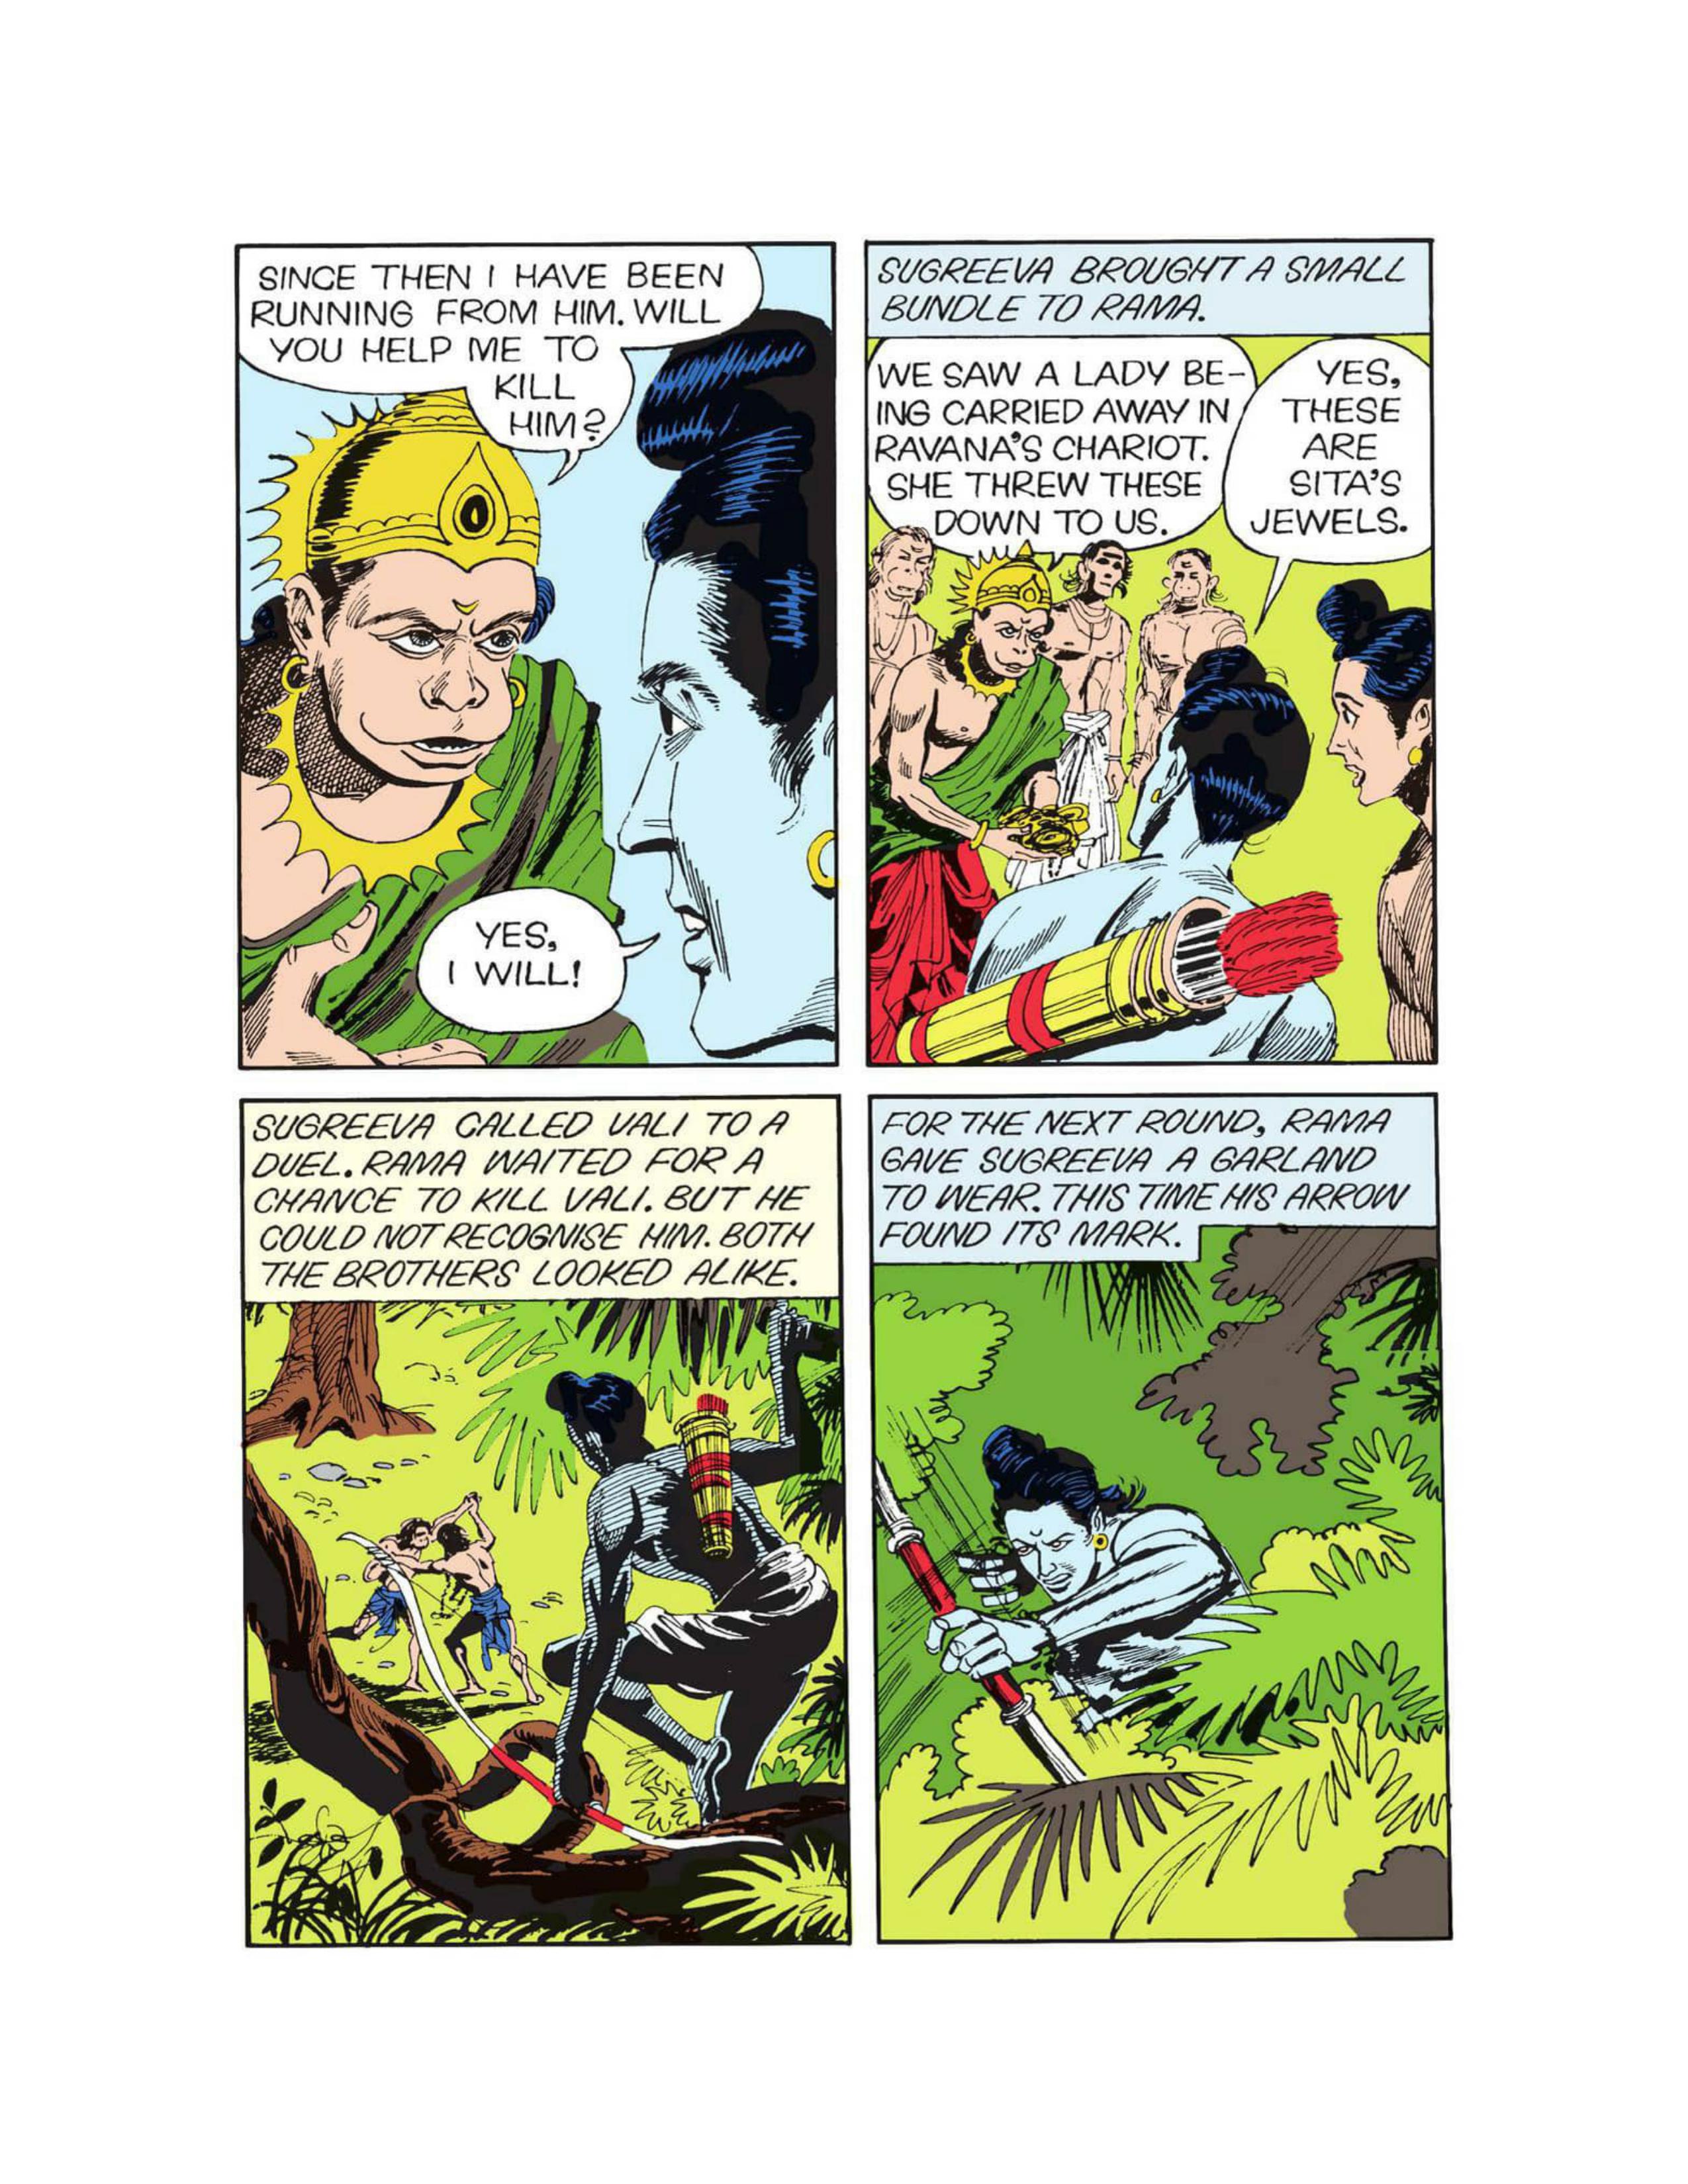 SINCE THEN I HAVE BEEN
RUNNING FROM HIM. WILL
YOU HELP ME TO
KILL
HIM?
YES,
I WILL!
SUGREEVA BROUGHT A SMALL
BUNDLE TO RAMA.
WE SAW A LADY BE-
ING CARRIED AWAY IN
RAVANA'S CHARIOT.
SHE THREW THESE
DOWN TO US.
YES,
THESE
ARE
SITA'S
JEWELS.
SUGREEVA CALLED VALI TO A
DUEL. RAMA WAITED FOR A
CHANCE TO KILL VALI. BUT HE
COULD NOT RECOGNISE HIM. BOTH
THE BROTHERS LOOKED ALIKE.
FOR THE NEXT ROUND, RAMA
GAVE SUGREEVA A GARLAND
TO WEAR. THIS TIME HIS ARROW
FOUND ITS MARK.